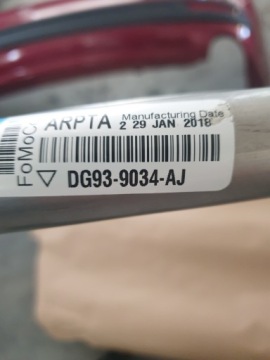 FoMoCo
ARPTA
Manufacturing Date
2 29 JAN 2018
DG93-9034-AJ